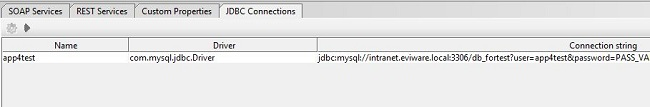 SOAP Services REST Services Custom Properties JDBC Connections
Name Driver Connection string
app4test com.mysql.jdbc.Driver jdbc:mysql://intranet.eviware.local:3306/db_fortest?user=app4test&password=PASS_VA